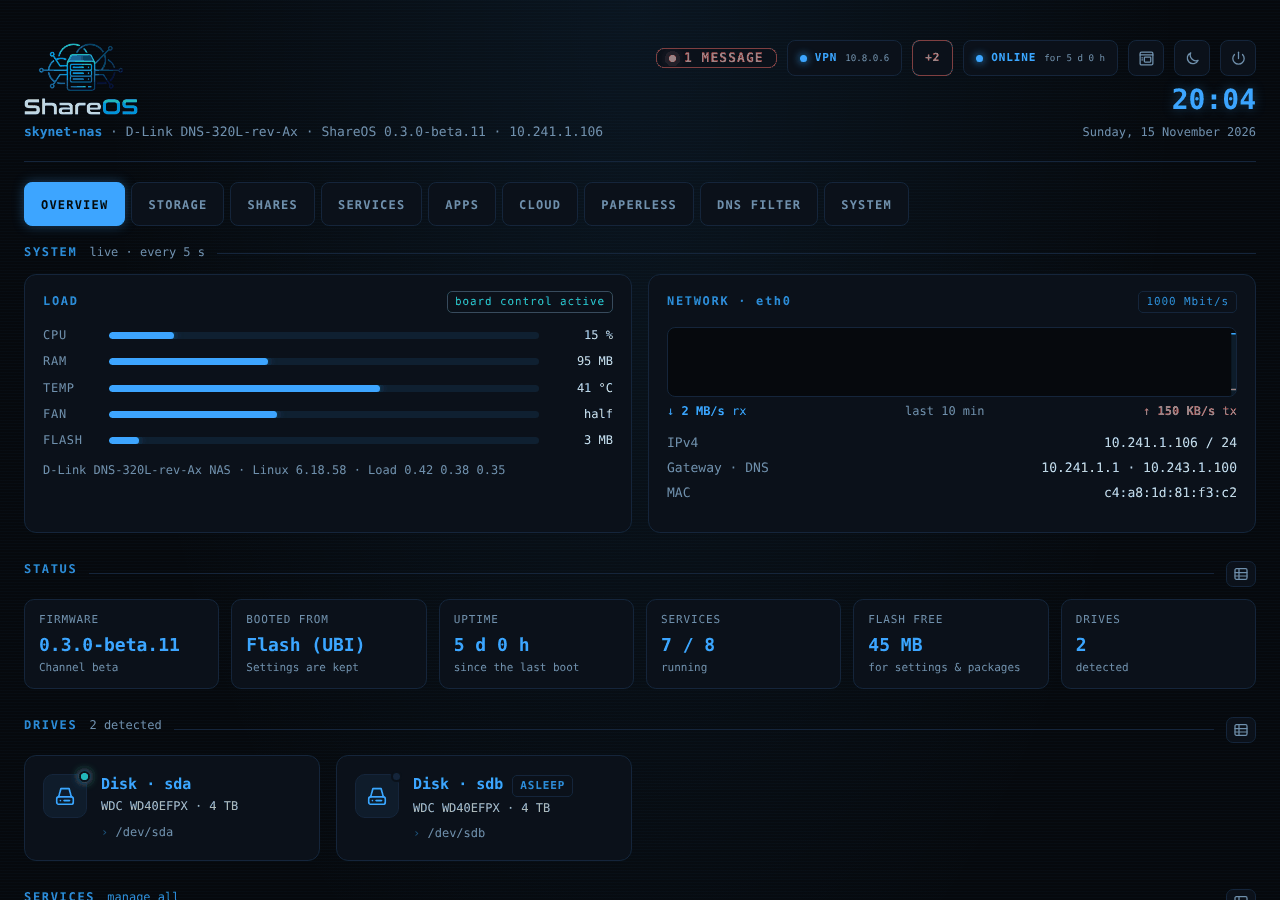 1 MESSAGE
VPN 10.8.0.6
+2
ONLINE for 5 d 0 h
ShareOS
20:04
skynet-nas · D-Link DNS-320L-rev-Ax · ShareOS 0.3.0-beta.11 · 10.241.1.106
Sunday, 15 November 2026
OVERVIEW
STORAGE
SHARES
SERVICES
APPS
CLOUD
PAPERLESS
DNS FILTER
SYSTEM
SYSTEM live · every 5 s
LOAD
board control active
CPU 15 %
RAM 95 MB
TEMP 41 °C
FAN half
FLASH 3 MB
D-Link DNS-320L-rev-Ax NAS · Linux 6.18.58 · Load 0.42 0.38 0.35
NETWORK · eth0
1000 Mbit/s
↓ 2 MB/s rx
last 10 min
↑ 150 KB/s tx
IPv4 10.241.1.106 / 24
Gateway · DNS 10.241.1.1 · 10.243.1.100
MAC c4:a8:1d:81:f3:c2
STATUS
FIRMWARE
0.3.0-beta.11
Channel beta
BOOTED FROM
Flash (UBI)
Settings are kept
UPTIME
5 d 0 h
since the last boot
SERVICES
7 / 8
running
FLASH FREE
45 MB
for settings & packages
DRIVES
2
detected
DRIVES 2 detected
Disk · sda
WDC WD40EFPX · 4 TB
› /dev/sda
Disk · sdb ASLEEP
WDC WD40EFPX · 4 TB
› /dev/sdb
SERVICES manage all